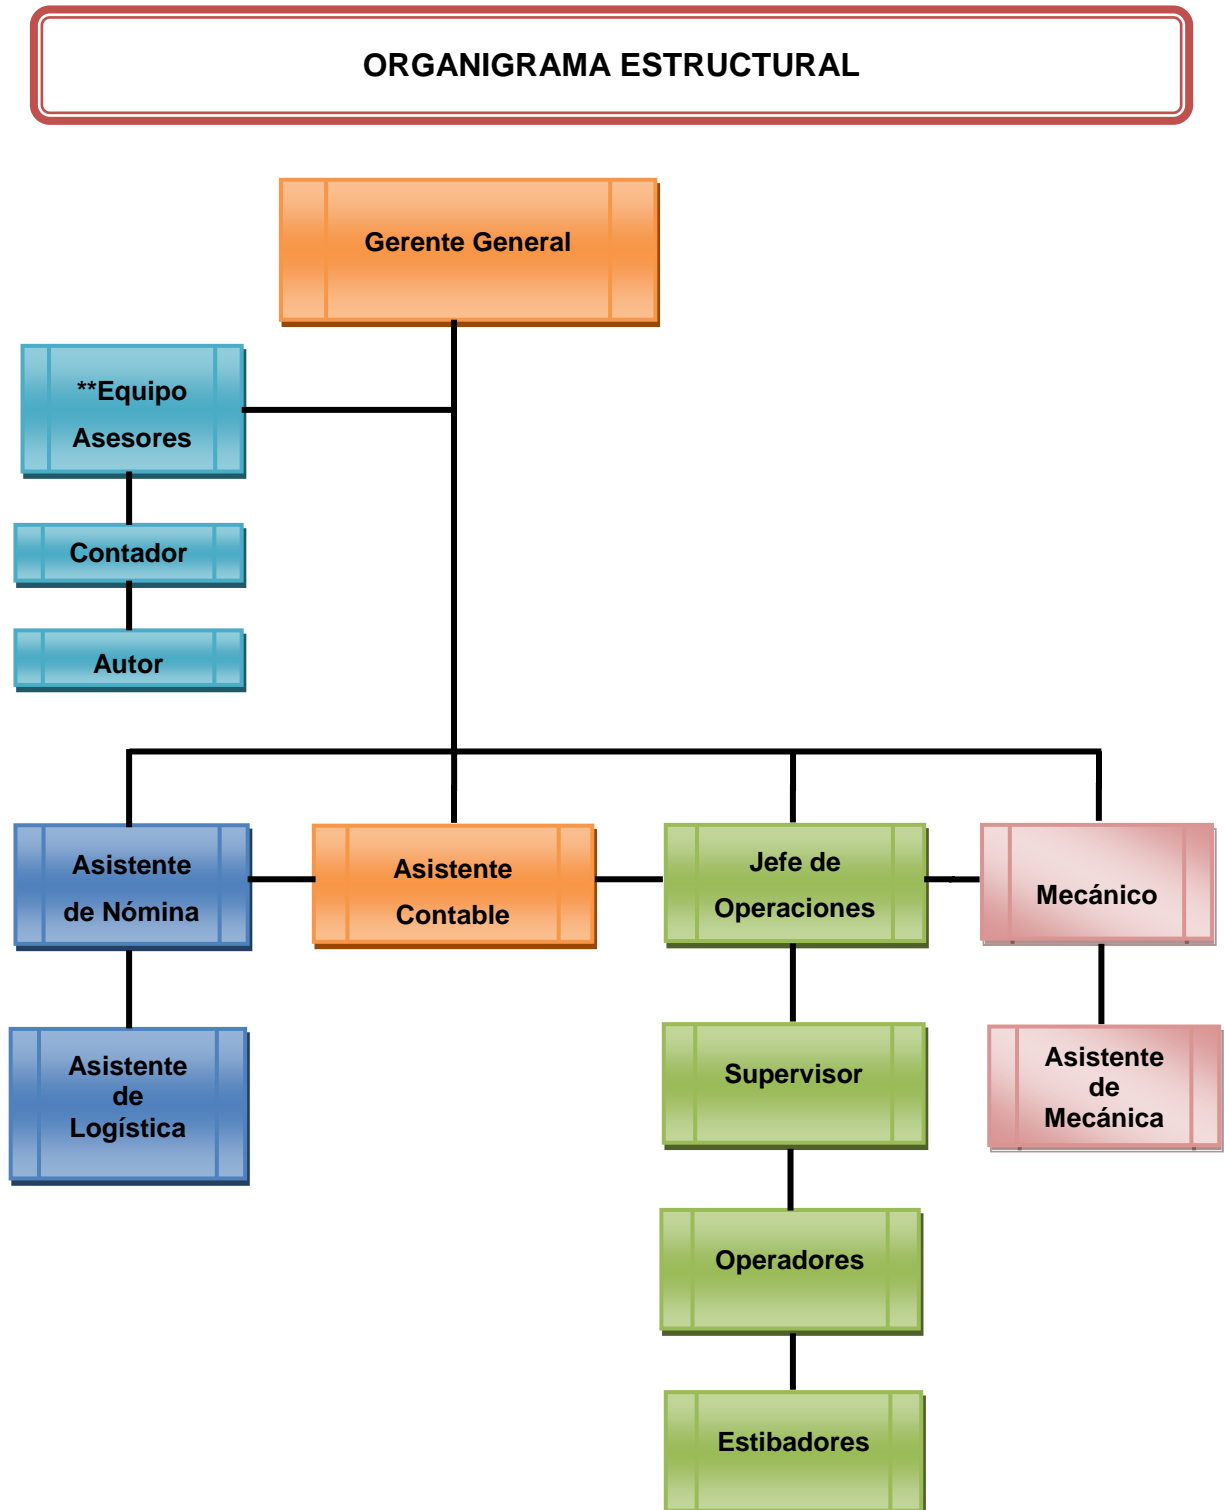 ORGANIGRAMA ESTRUCTURAL
Gerente General
**Equipo
Asesores
Contador
Autor
Asistente
de Nómina
Asistente
Contable
Jefe de
Operaciones
Mecánico
Asistente
de
Logística
Supervisor
Asistente
de
Mecánica
Operadores
Estibadores